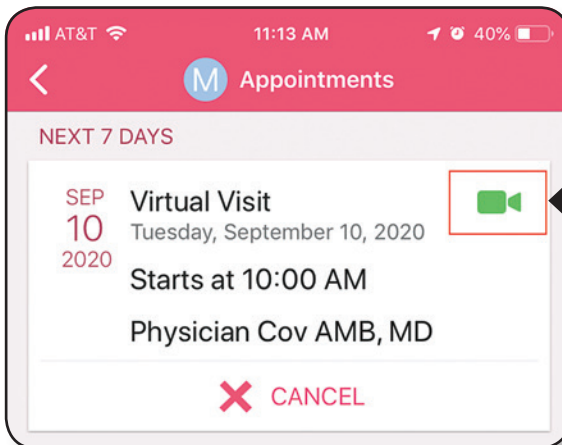 AT&T 11:13 AM 40%
M Appointments
NEXT 7 DAYS
SEP
10
2020
Virtual Visit
Tuesday, September 10, 2020
Starts at 10:00 AM
Physician Cov AMB, MD
CANCEL